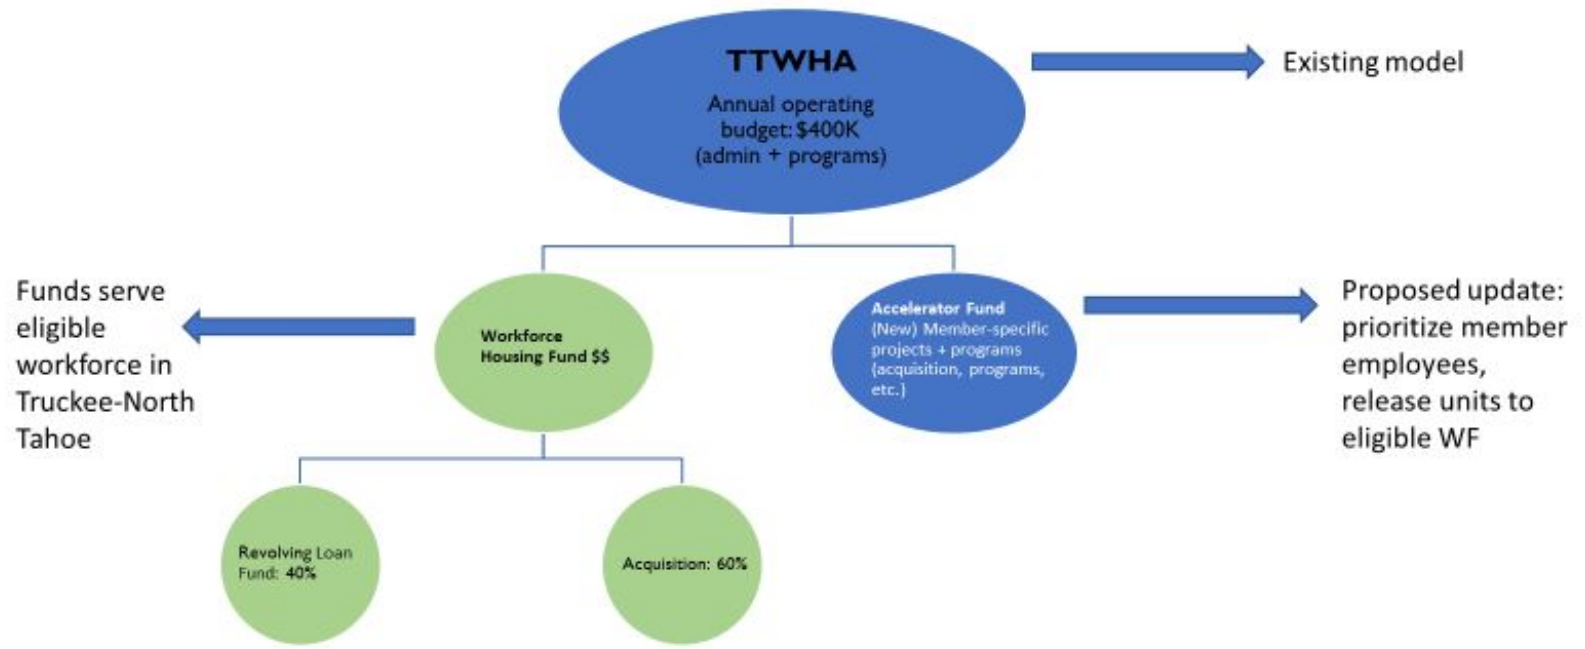 TTWHA
Annual operating
budget: $400K
(admin + programs)
Existing model
Funds serve
eligible
workforce in
Truckee-North
Tahoe
Workforce
Housing Fund $$
Accelerator Fund
(New) Member-specific
projects + programs
(acquisition, programs,
etc.)
Proposed update:
prioritize member
employees,
release units to
eligible WF
Revolving Loan
Fund: 40%
Acquisition: 60%